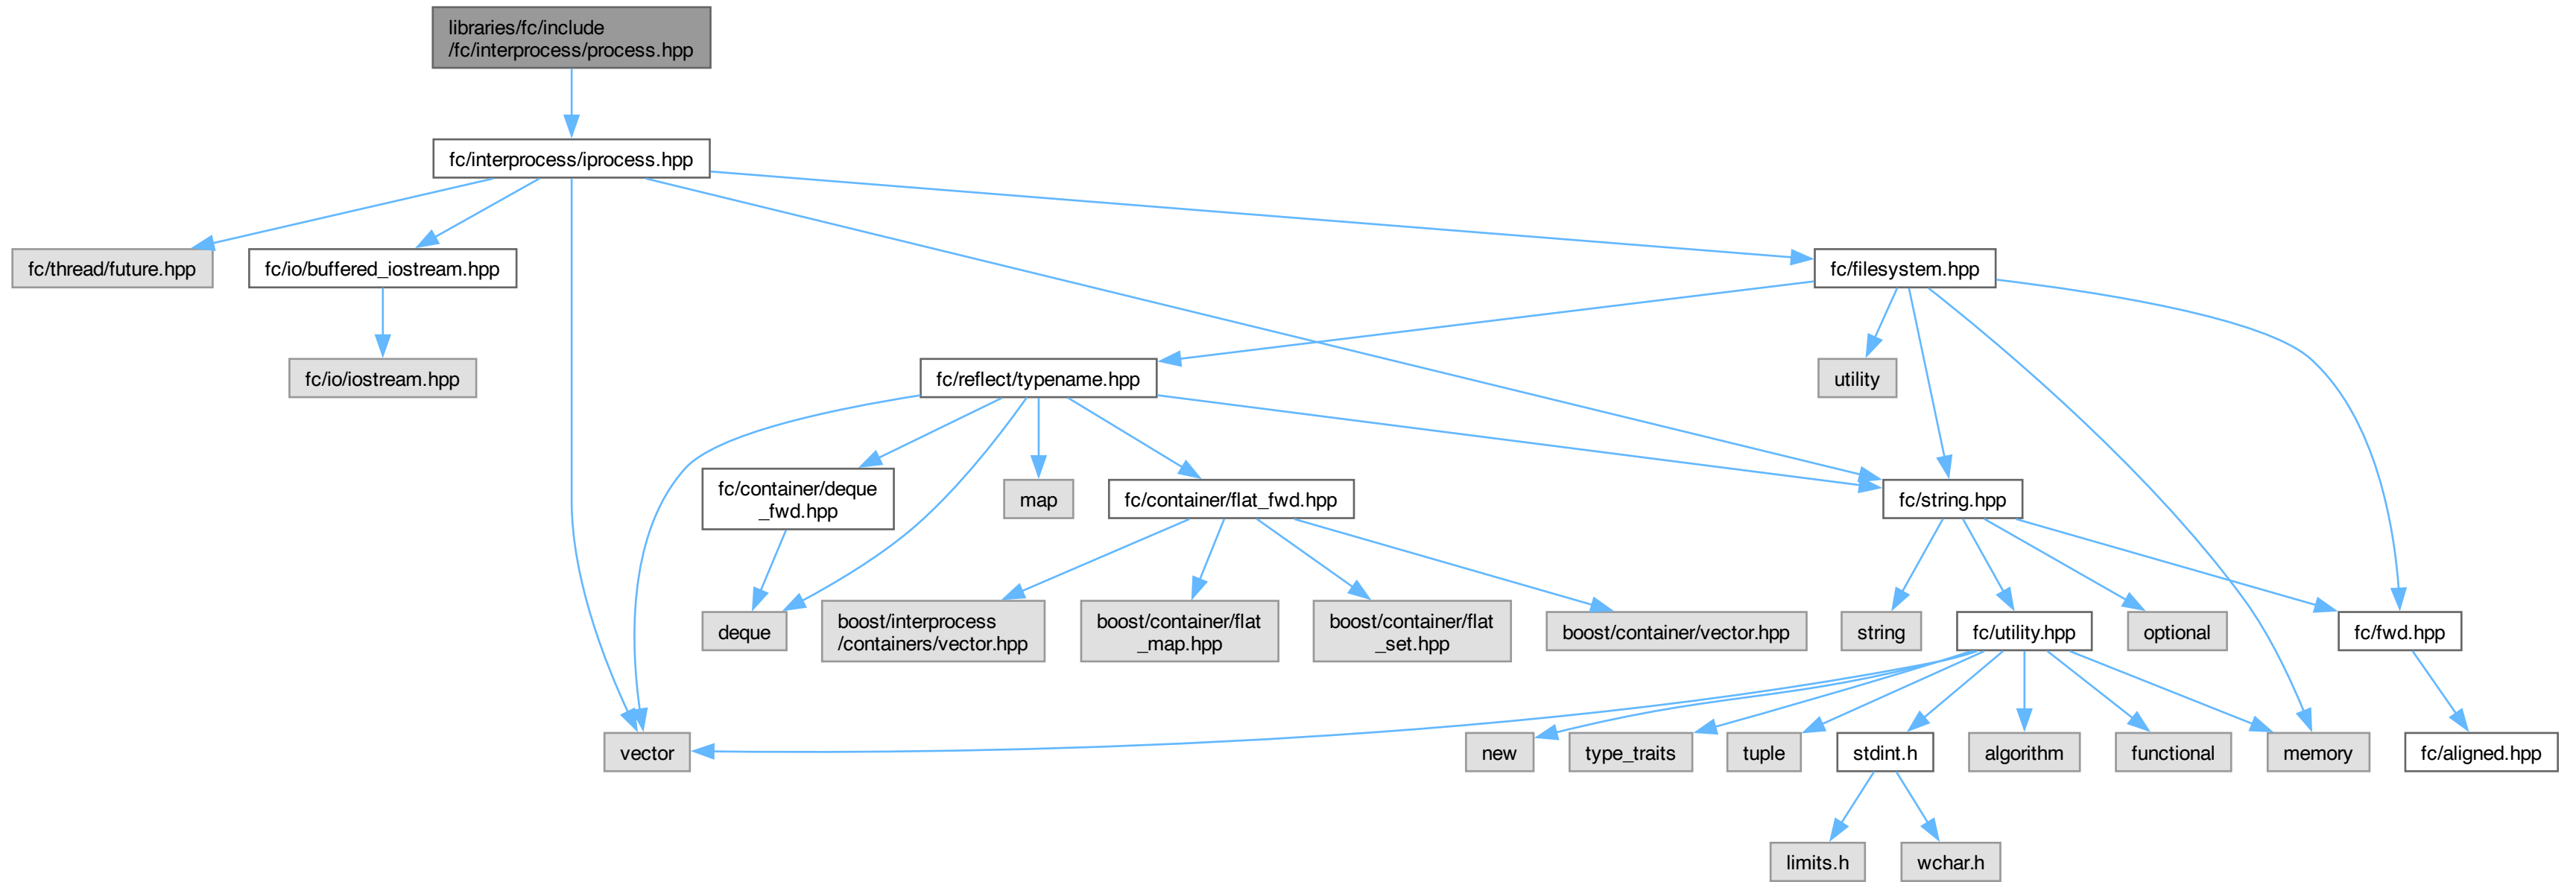 libraries/fc/include
/fc/interprocess/process.hpp
fc/interprocess/iprocess.hpp
fc/thread/future.hpp
fc/io/buffered_iostream.hpp
fc/filesystem.hpp
fc/io/iostream.hpp
fc/reflect/typename.hpp
utility
fc/container/deque
_fwd.hpp
map
fc/container/flat_fwd.hpp
fc/string.hpp
deque
boost/interprocess
/containers/vector.hpp
boost/container/flat
_map.hpp
boost/container/flat
_set.hpp
boost/container/vector.hpp
string
fc/utility.hpp
optional
fc/fwd.hpp
vector
new
type_traits
tuple
stdint.h
algorithm
functional
memory
fc/aligned.hpp
limits.h
wchar.h